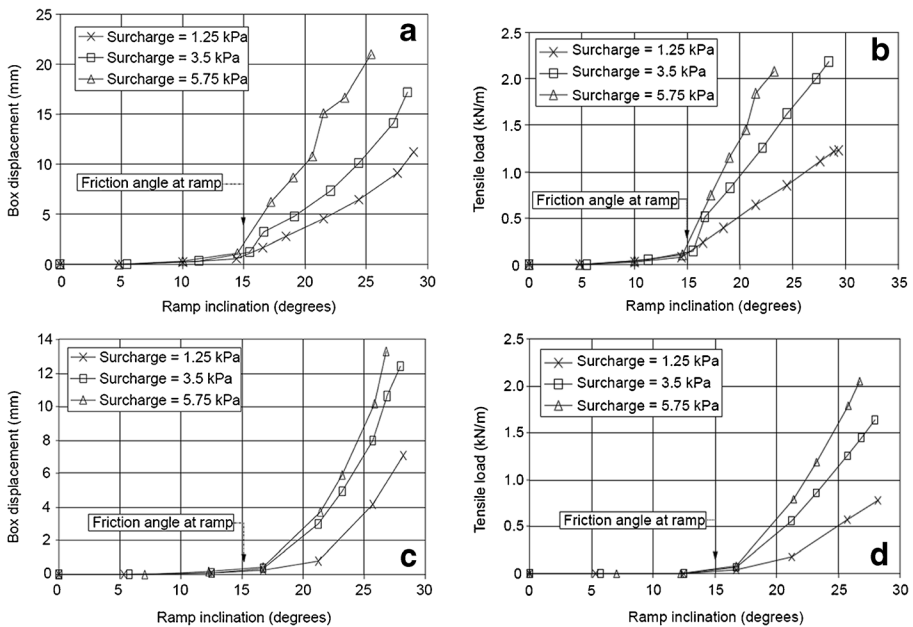 a
Box displacement (mm)
25
20
15
10
5
0
Surcharge = 1.25 kPa
Surcharge = 3.5 kPa
Surcharge = 5.75 kPa
Friction angle at ramp
0 5 10 15 20 25 30
Ramp inclination (degrees)
b
Tensile load (kN/m)
2.5
2.0
1.5
1.0
0.5
0
Surcharge = 1.25 kPa
Surcharge = 3.5 kPa
Surcharge = 5.75 kPa
Friction angle at ramp
0 5 10 15 20 25 30 35
Ramp inclination (degrees)
c
Box displacement (mm)
14
12
10
8
6
4
2
0
Surcharge = 1.25 kPa
Surcharge = 3.5 kPa
Surcharge = 5.75 kPa
Friction angle at ramp
0 5 10 15 20 25 30
Ramp inclination (degrees)
d
Tensile load (kN/m)
2.5
2.0
1.5
1.0
0.5
0
Surcharge = 1.25 kPa
Surcharge = 3.5 kPa
Surcharge = 5.75 kPa
Friction angle at ramp
0 5 10 15 20 25 30
Ramp inclination (degrees)